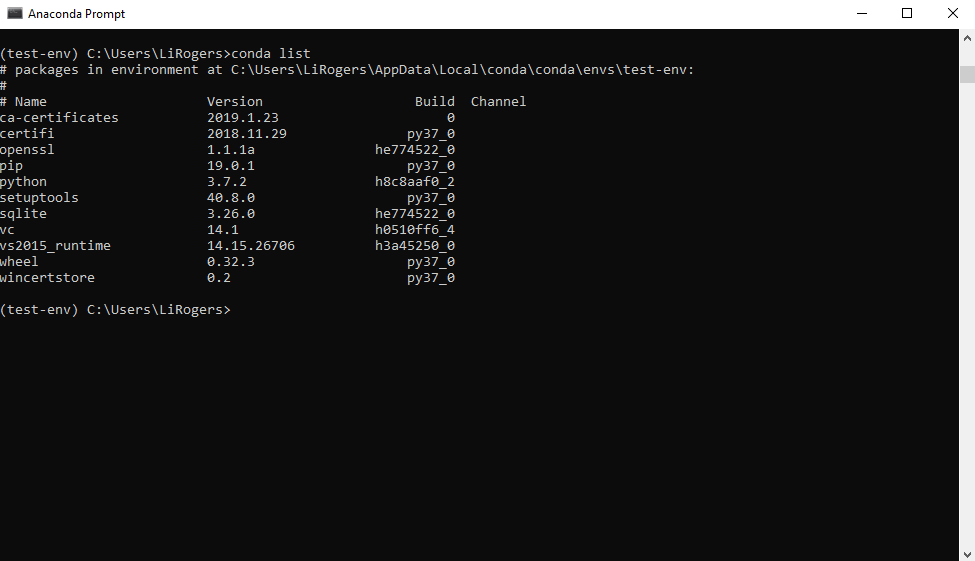 Anaconda Prompt
(test-env) C:\Users\LiRogers>conda list
# packages in environment at C:\Users\LiRogers\AppData\Local\conda\conda\envs\test-env:
#
# Name                    Version                   Build  Channel
ca-certificates           2019.1.23                     0
certifi                   2018.11.29               py37_0
openssl                   1.1.1a               he774522_0
pip                       19.0.1                   py37_0
python                    3.7.2                h8c8aaf0_2
setuptools                40.8.0                   py37_0
sqlite                    3.26.0               he774522_0
vc                        14.1                 h0510ff6_4
vs2015_runtime            14.15.26706          h3a45250_0
wheel                     0.32.3                   py37_0
wincertstore              0.2                      py37_0
(test-env) C:\Users\LiRogers>